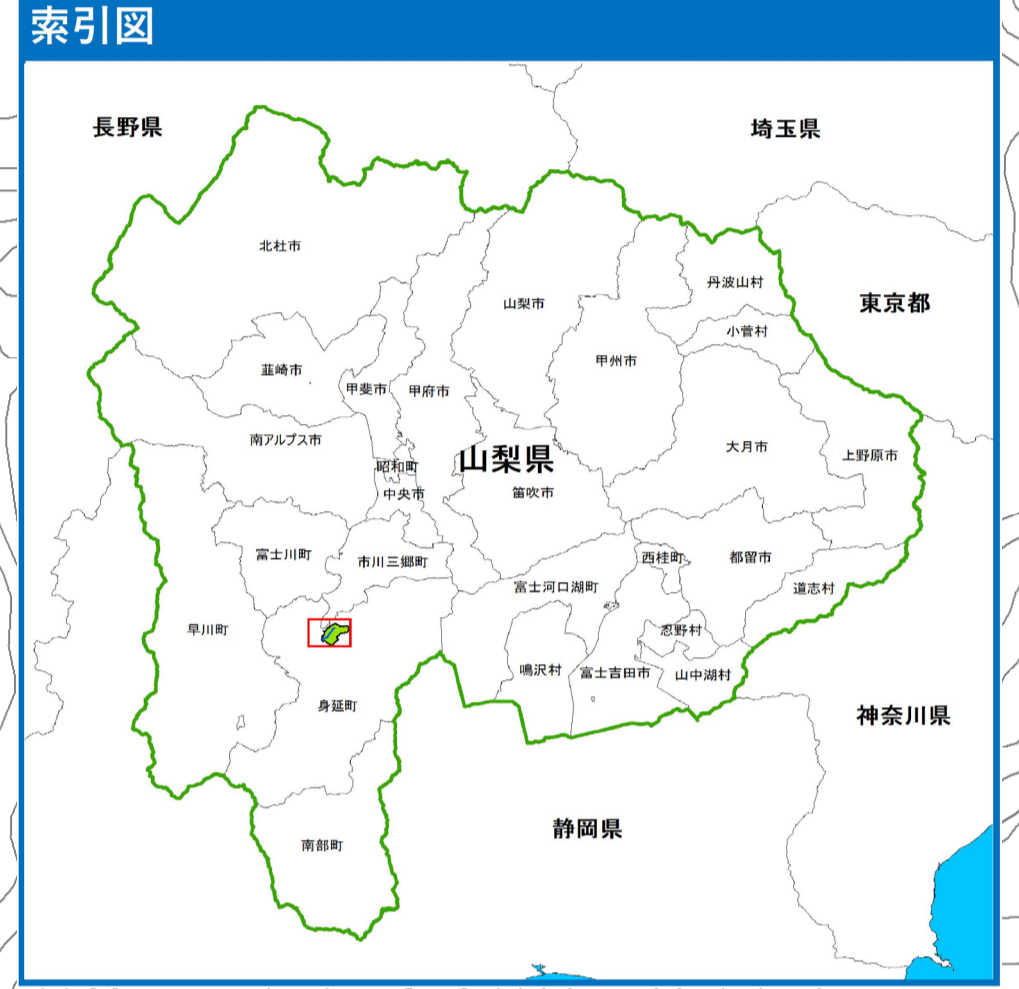 索引図
長野県
埼玉県
北杜市
丹波山村
山梨市
東京都
小菅村
甲州市
韮崎市
甲斐市
甲府市
南アルプス市
大月市
上野原市
山梨県
昭和町
中央市
笛吹市
富士川町
市川三郷町
西桂町
都留市
富士河口湖町
道志村
早川町
忍野村
鳴沢村
富士吉田市
山中湖村
身延町
神奈川県
静岡県
南部町